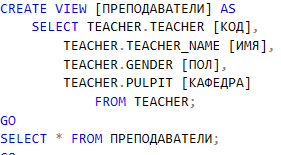 CREATE VIEW [ПРЕПОДАВАТЕЛИ] AS
SELECT TEACHER.TEACHER [КОД],
TEACHER.TEACHER_NAME [ИМЯ],
TEACHER.GENDER [ПОЛ],
TEACHER.PULPIT [КАФЕДРА]
FROM TEACHER;
GO
SELECT * FROM ПРЕПОДАВАТЕЛИ;